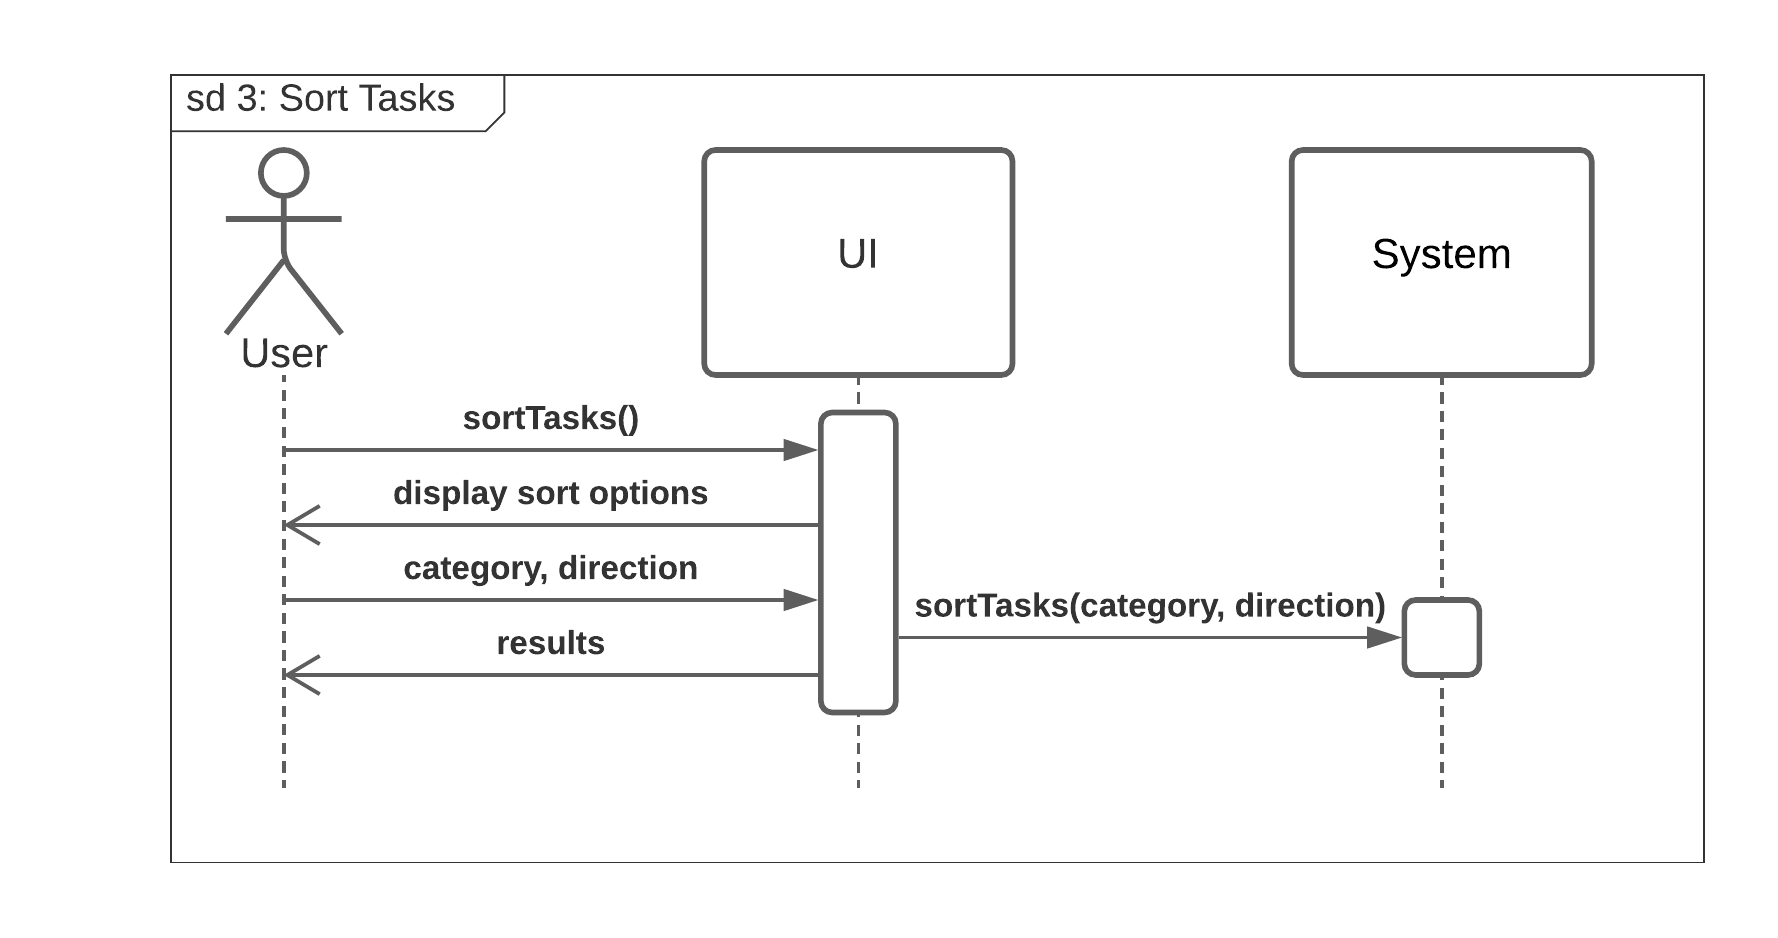 sd 3: Sort Tasks
UI
System
User
sortTasks()
display sort options
category, direction
sortTasks(category, direction)
results